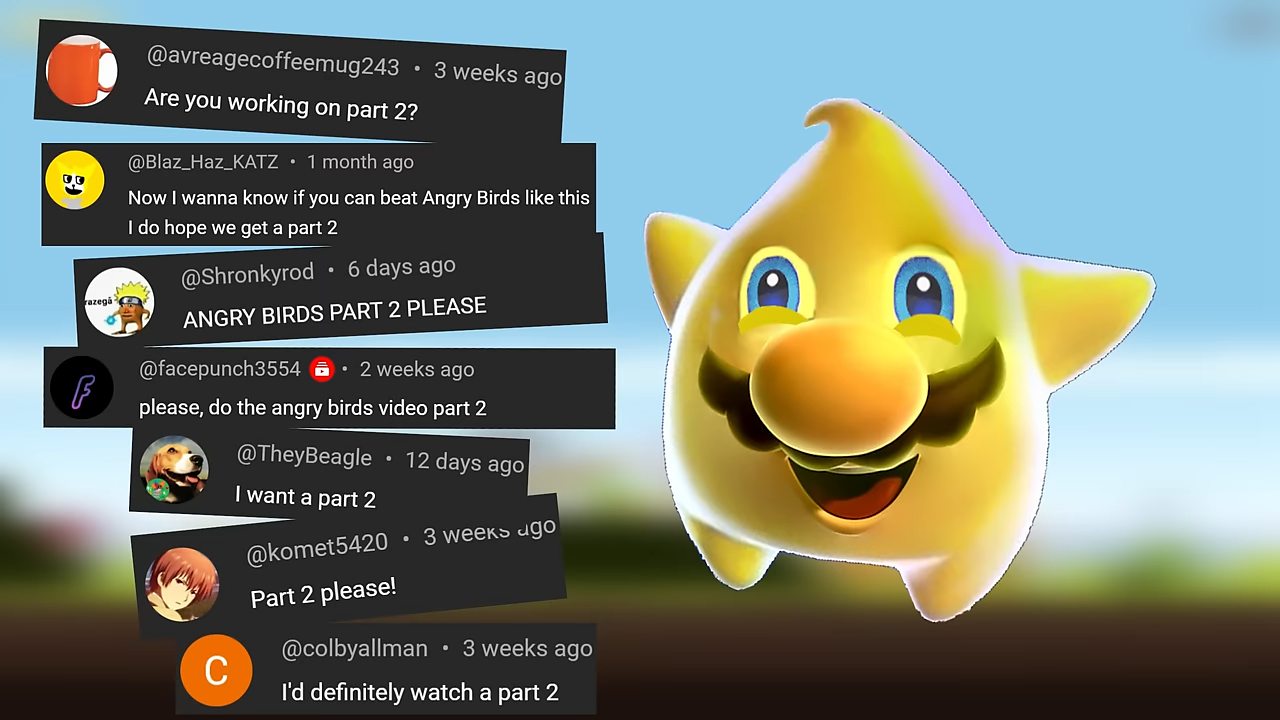 @avreagecoffeemug243 • 3 weeks ago
Are you working on part 2?
@Blaz_Haz_KATZ • 1 month ago
Now I wanna know if you can beat Angry Birds like this
I do hope we get a part 2
@Shronkyrod • 6 days ago
razegå
ANGRY BIRDS PART 2 PLEASE
@facepunch3554 • 2 weeks ago
please, do the angry birds video part 2
@TheyBeagle • 12 days ago
I want a part 2
@komet5420 • 3 weeks ago
Part 2 please!
C
@colbyallman • 3 weeks ago
I'd definitely watch a part 2